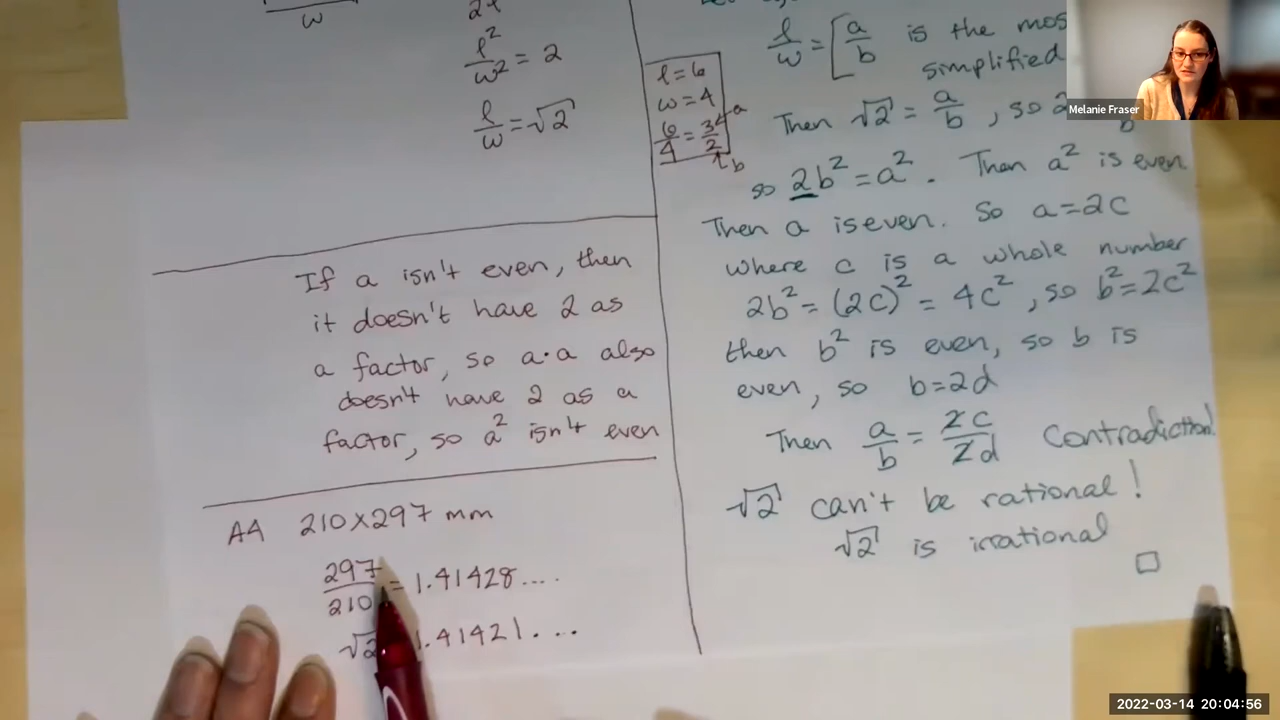 w
l²/w² = 2
l/w = √2
l = 6
w = 4
6/4 = 3/2
a
b
l/w = [a/b is the mos
simplified
Then √2 = a/b, so 2
b
so 2b² = a². Then a² is even
Then a is even. So a = 2c
where c is a whole number
2b² = (2c)² = 4c², so b² = 2c²
then b² is even, so b is
even, so b = 2d
Then a/b = 2c/2d Contradiction!
√2 can't be rational!
√2 is irrational
□
If a isn't even, then
it doesn't have 2 as
a factor, so a·a also
doesn't have 2 as a
factor, so a² isn't even
A4 210×297 mm
297/210 = 1.41428....
√2 1.41421...
Melanie Fraser
2022-03-14 20:04:56